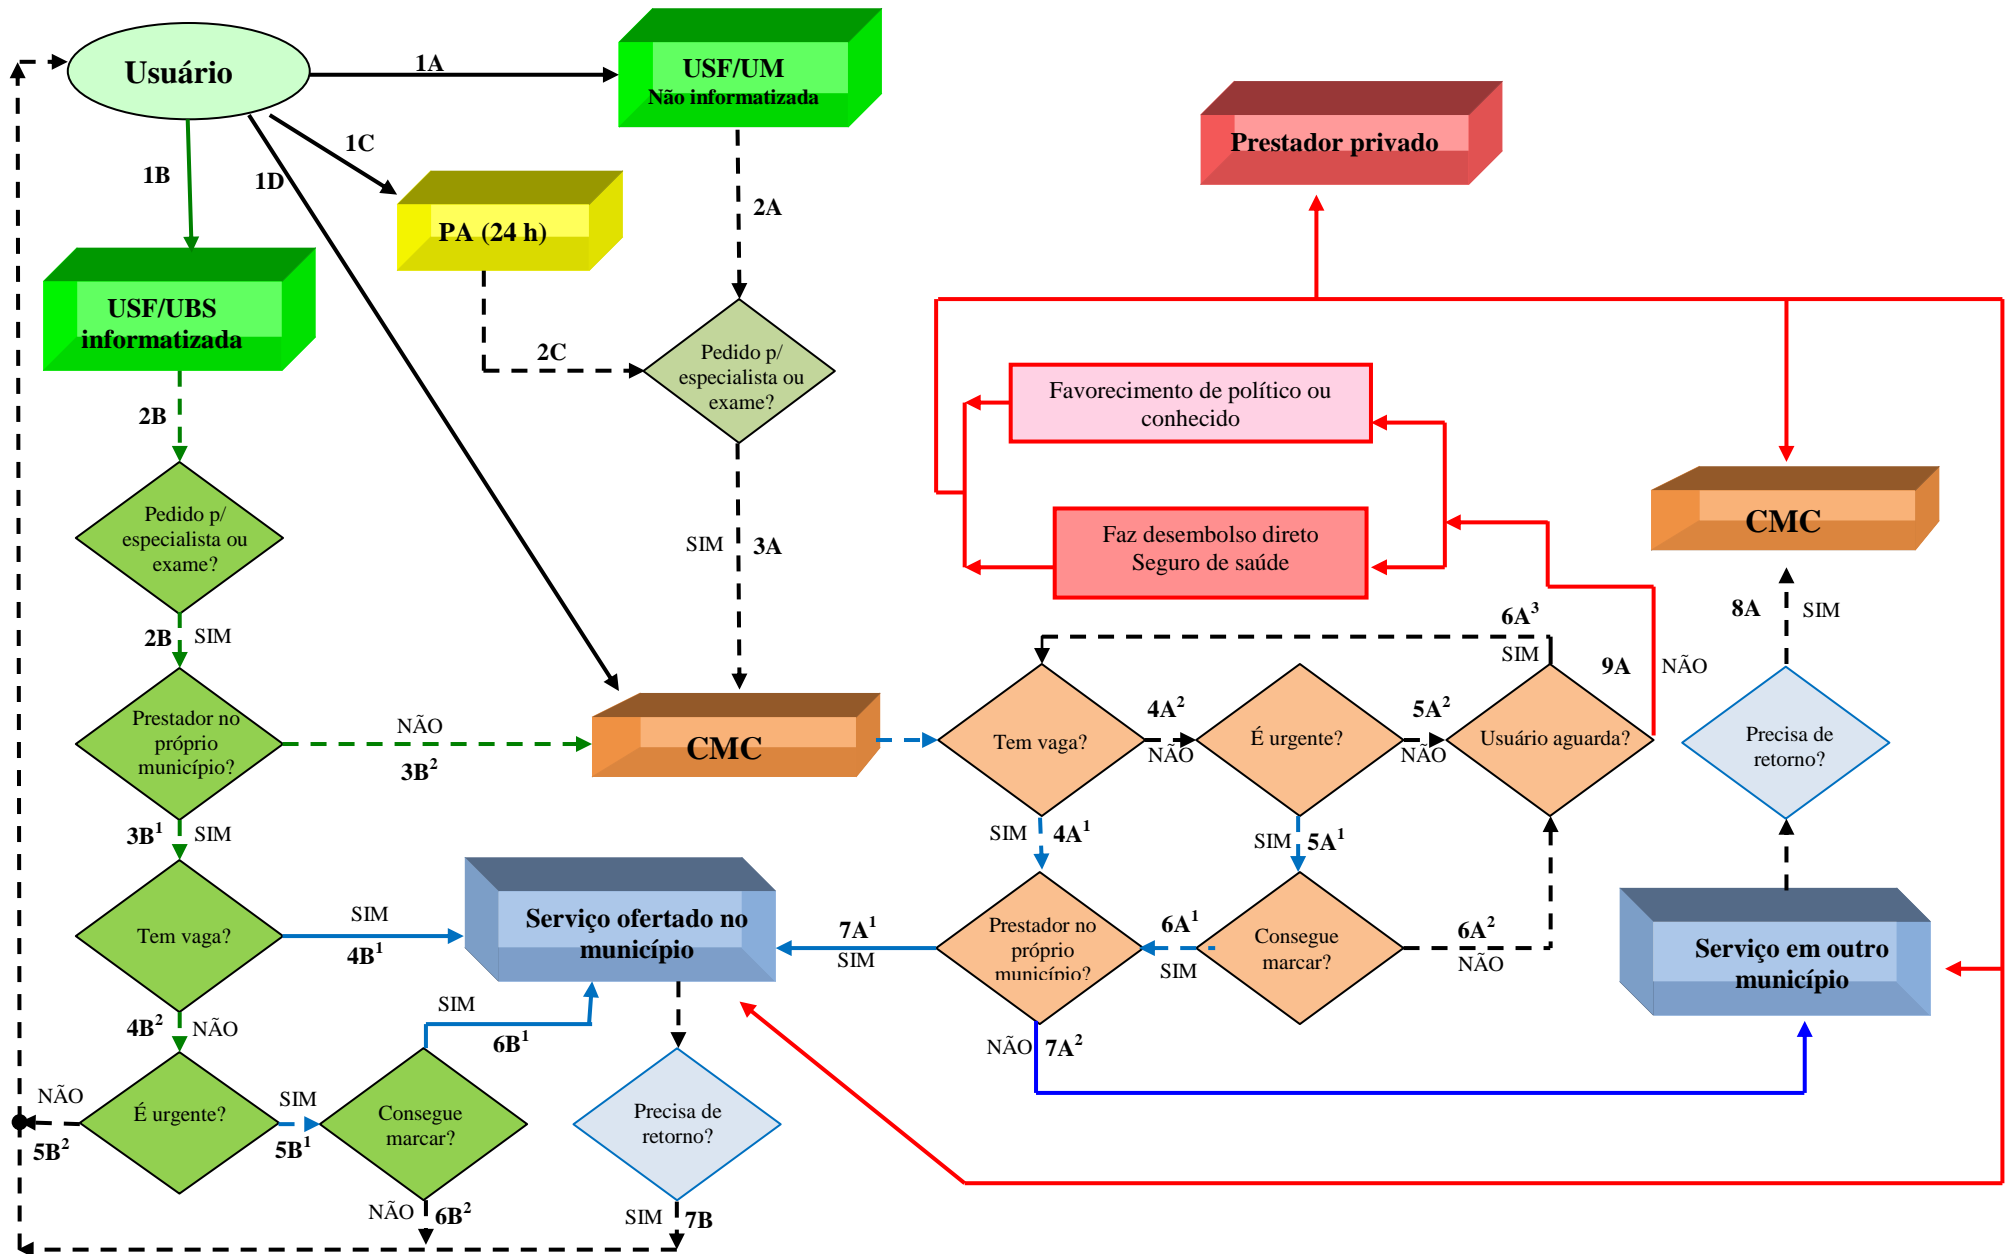 Usuário
1A
USF/UM
Não informatizada
Prestador privado
1B
1C
1D
PA (24 h)
2A
USF/UBS
informatizada
2C
Pedido p/
especialista ou
exame?
Favorecimento de político ou
conhecido
2B
Pedido p/
especialista ou
exame?
SIM
3A
Faz desembolso direto
Seguro de saúde
CMC
2B
SIM
6A³
SIM
9A
NÃO
8A
SIM
Prestador no
próprio
município?
NÃO
3B²
CMC
Tem vaga?
4A²
NÃO
É urgente?
5A²
NÃO
Usuário aguarda?
Precisa de
retorno?
3B¹
SIM
SIM
4A¹
SIM
5A¹
Tem vaga?
SIM
4B¹
Serviço ofertado no
município
7A¹
SIM
Prestador no
próprio
município?
6A¹
SIM
Consegue
marcar?
6A²
NÃO
Serviço em outro
município
4B²
NÃO
SIM
6B¹
NÃO
7A²
NÃO
5B²
É urgente?
SIM
5B¹
Consegue
marcar?
Precisa de
retorno?
NÃO
6B²
SIM
7B